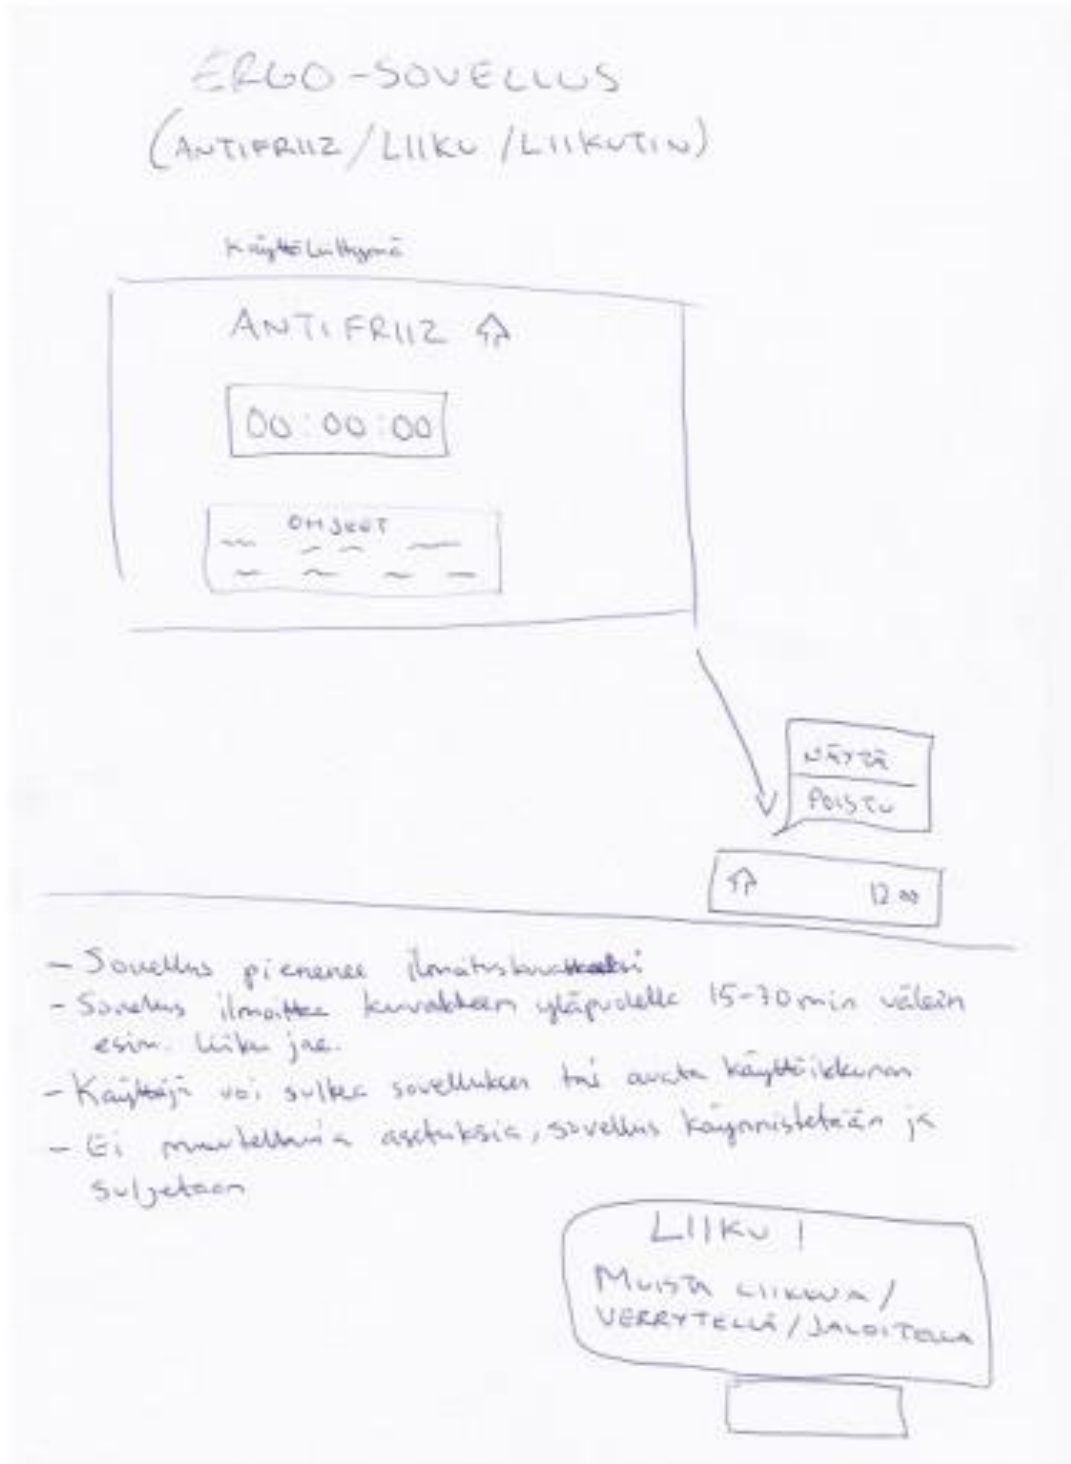 ERGO-SOVELLUS
(ANTIFRIIZ/LIIKU/LIIKUTIN)
Käyttöliittymä
ANTIFRIIZ
00:00:00
OHJEET
NÄYTÄ
POISTU
12 00
- Sovellus pienenee
- Sovellus ilmoittaa kuvakkeen yläpuolelle 15-30 min välein
esim. liiku jne.
- Käyttäjä voi sulkea sovelluksen tai avata käyttöikkunan
- Ei muutettavia asetuksia, sovellus käynnistetään ja
suljetaan
LIIKU!
MUISTA LIIKKUA/
VERRYTELLÄ/JALOITELLA